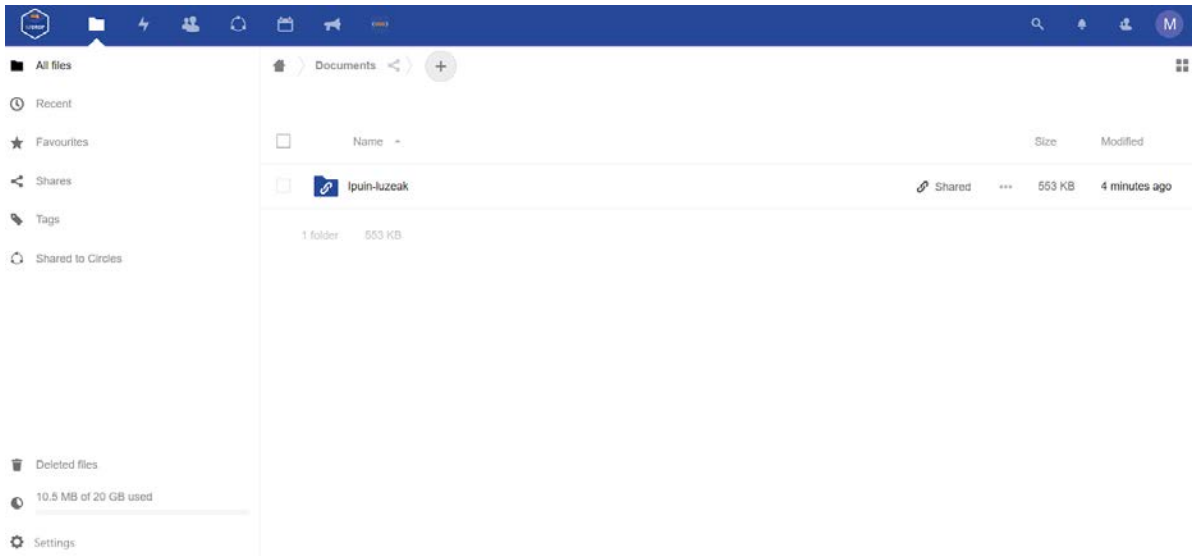 M
All files
Documents
Recent
Favourites
Name
Size
Modified
Shares
Ipuin-luzeak
Shared
553 KB
4 minutes ago
Tags
1 folder
553 KB
Shared to Circles
Deleted files
10.5 MB of 20 GB used
Settings